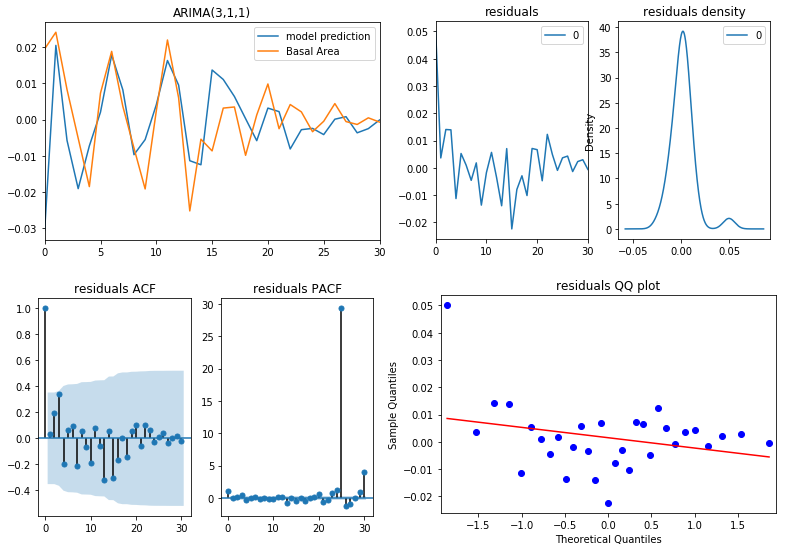 ARIMA(3,1,1)
model prediction
Basal Area
0.02
0.01
0.00
−0.01
−0.02
−0.03
0 5 10 15 20 25 30
residuals
0
0.05
0.04
0.03
0.02
0.01
0.00
−0.01
−0.02
0 10 20 30
residuals density
0
Density
40
35
30
25
20
15
10
5
0
−0.05 0.00 0.05
residuals ACF
1.0
0.8
0.6
0.4
0.2
0.0
−0.2
−0.4
0 10 20 30
residuals PACF
30
25
20
15
10
5
0
0 10 20 30
residuals QQ plot
Sample Quantiles
0.05
0.04
0.03
0.02
0.01
0.00
−0.01
−0.02
−1.5 −1.0 −0.5 0.0 0.5 1.0 1.5
Theoretical Quantiles